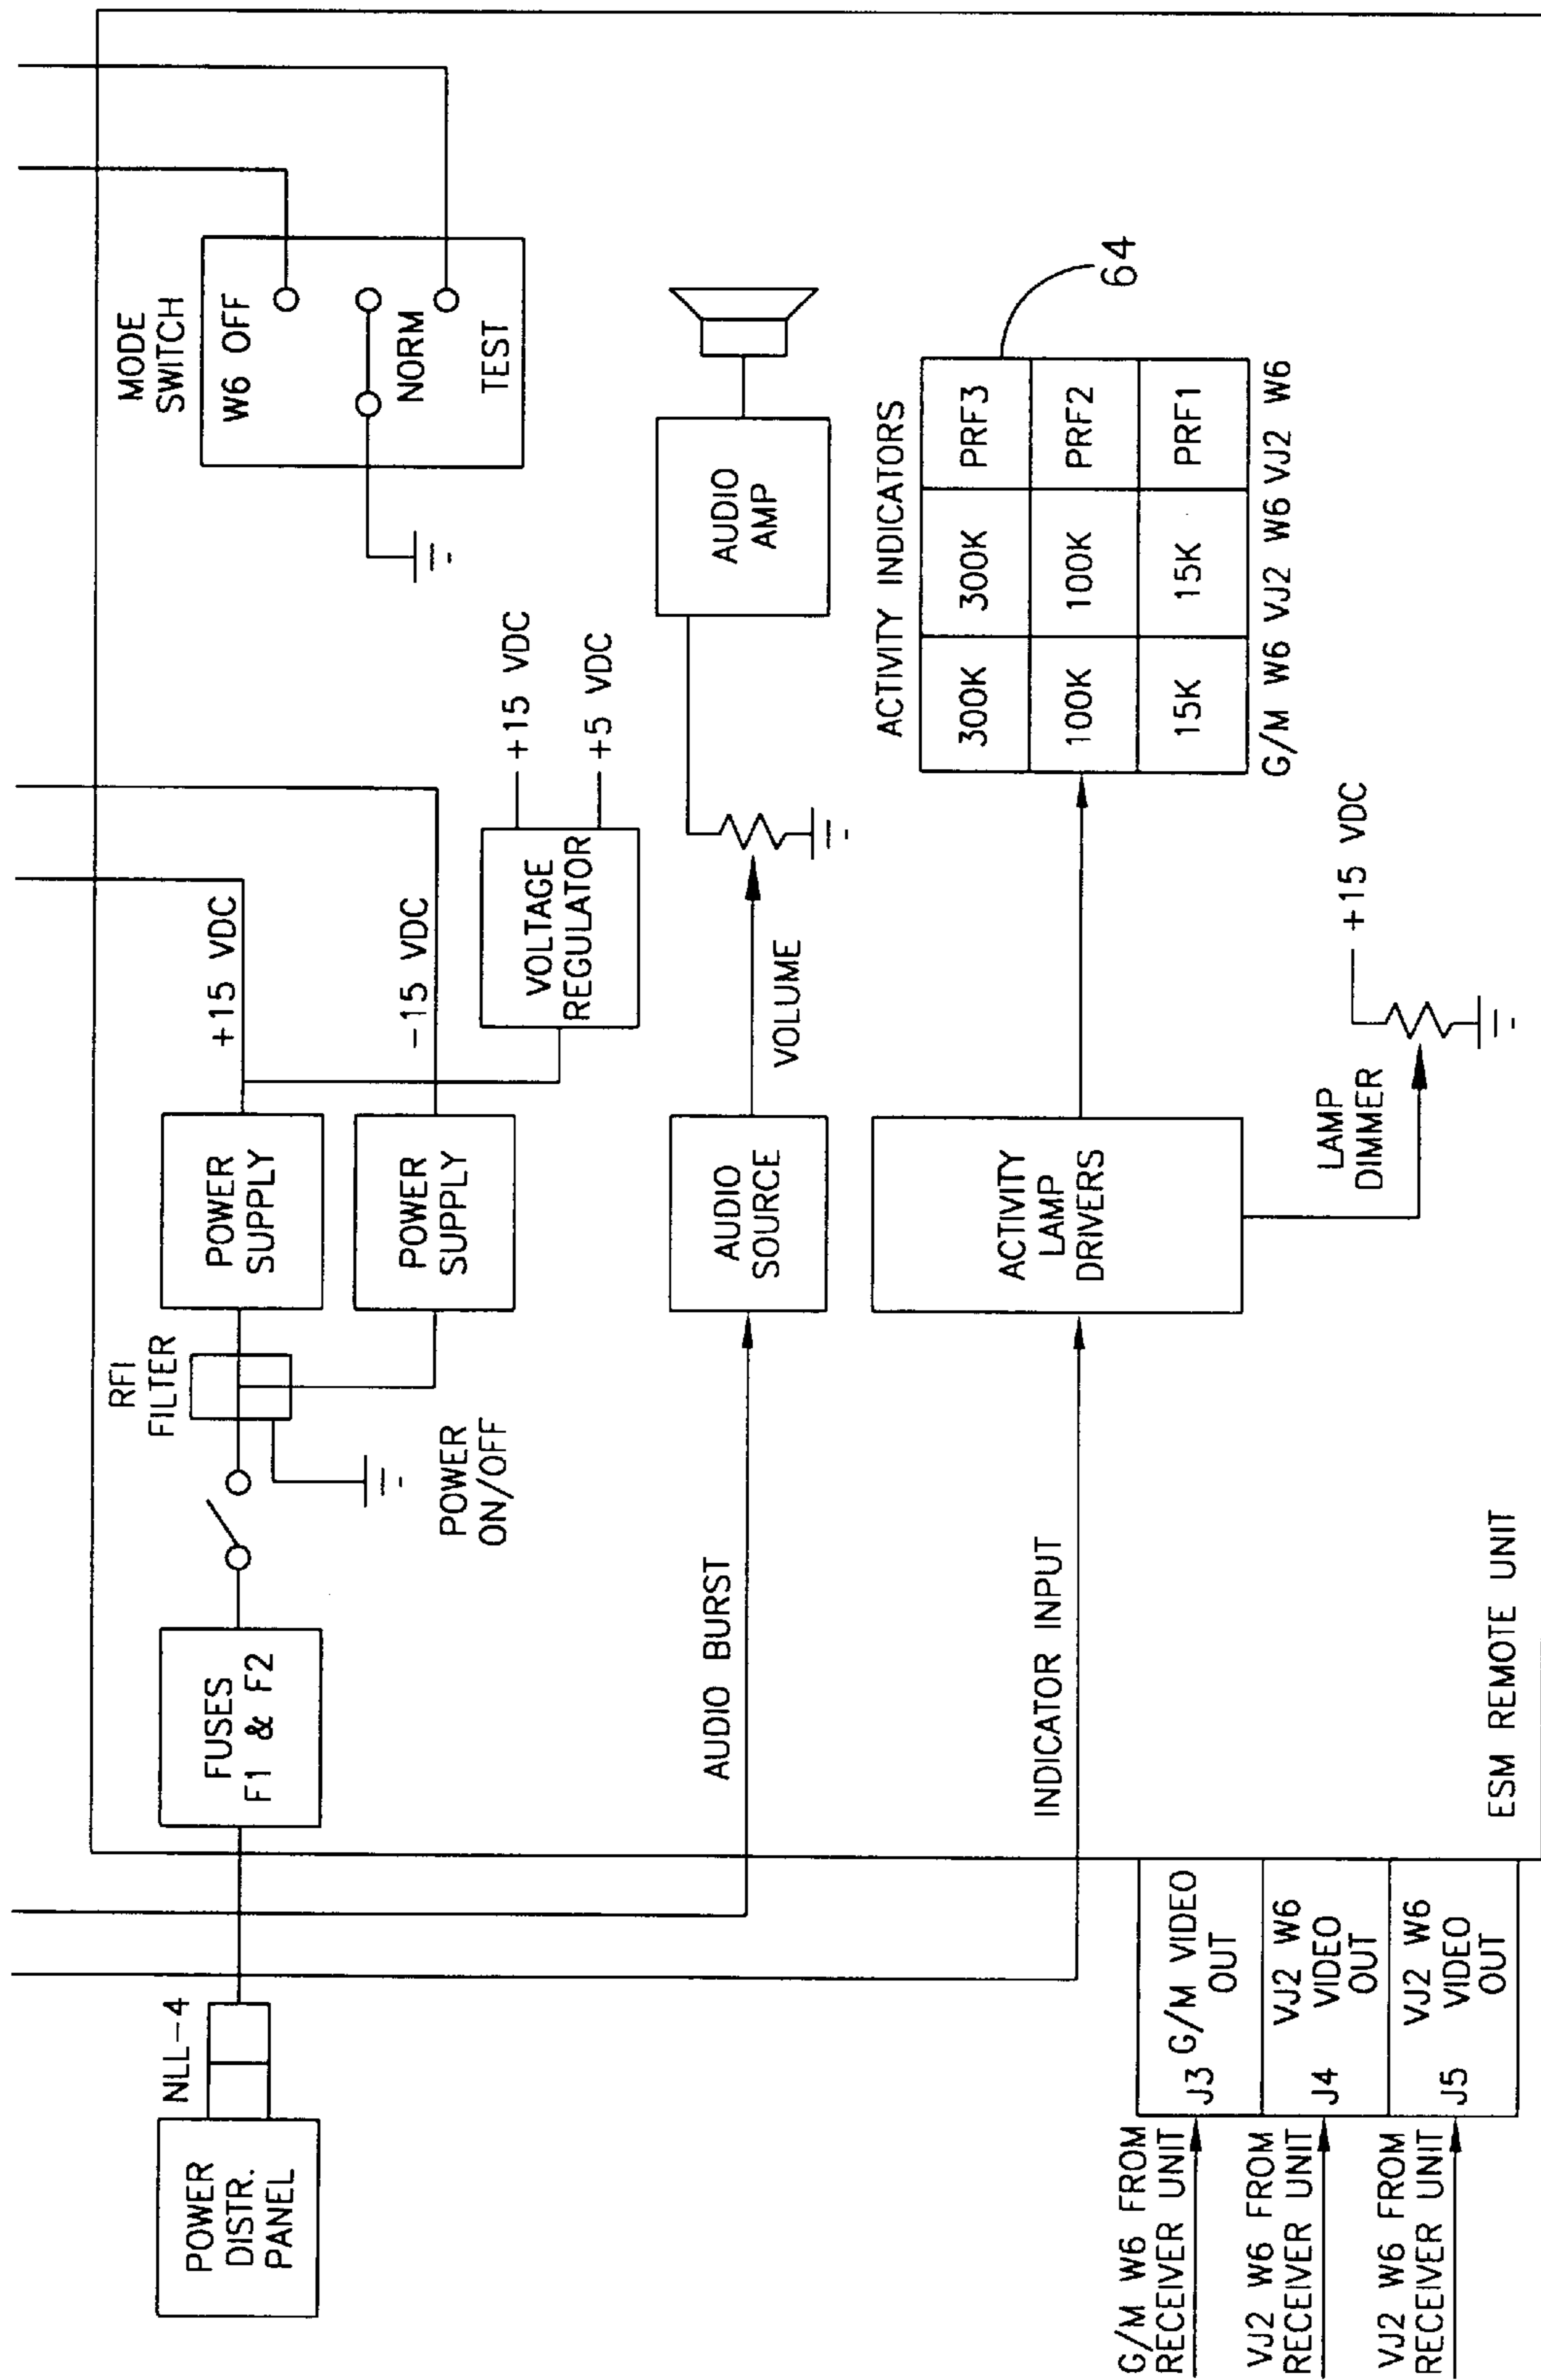 POWER
DISTR.
PANEL
NLL-4
FUSES
F1 & F2
POWER
ON/OFF
RFI
FILTER
POWER
SUPPLY
POWER
SUPPLY
+15 VDC
-15 VDC
VOLTAGE
REGULATOR
+15 VDC
+5 VDC
MODE
SWITCH
W6 OFF
NORM
TEST
AUDIO BURST
AUDIO
SOURCE
VOLUME
AUDIO
AMP
INDICATOR INPUT
ACTIVITY
LAMP
DRIVERS
LAMP
DIMMER
+15 VDC
ACTIVITY INDICATORS
300K 300K PRF3
100K 100K PRF2
15K 15K PRF1
G/M W6 VJ2 W6 VJ2 W6
64
G/M W6 FROM
RECEIVER UNIT
J3 G/M VIDEO
OUT
VJ2 W6 FROM
RECEIVER UNIT
J4 VJ2 W6
VIDEO
OUT
VJ2 W6 FROM
RECEIVER UNIT
J5 VJ2 W6
VIDEO
OUT
ESM REMOTE UNIT